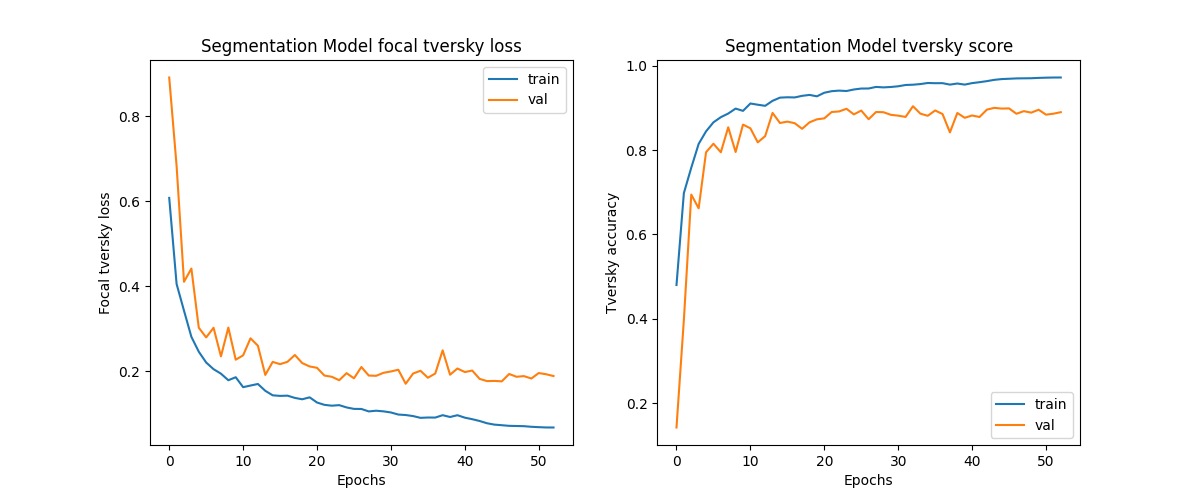 Segmentation Model focal tversky loss
train
val
0.8
0.6
0.4
0.2
Focal tversky loss
0 10 20 30 40 50
Epochs
Segmentation Model tversky score
1.0
0.8
0.6
0.4
0.2
Tversky accuracy
train
val
0 10 20 30 40 50
Epochs